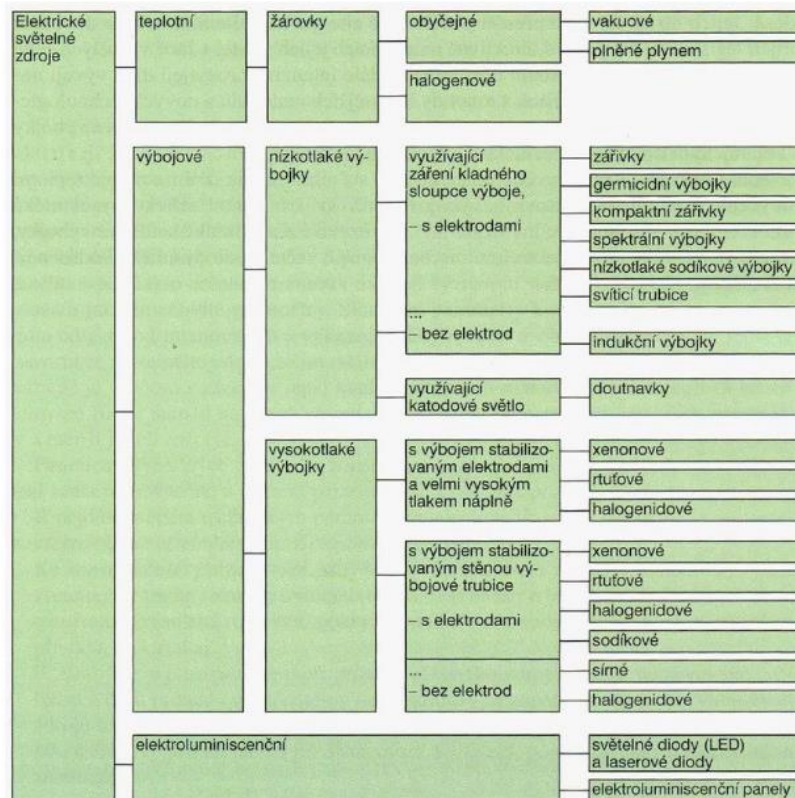 Elektrické
světelné
zdroje
teplotní
žárovky
obyčejné
vakuové
plněné plynem
halogenové
výbojové
nízkotlaké vý-
bojky
využívající
záření kladného
sloupce výboje,
– s elektrodami
zářivky
germicidní výbojky
kompaktní zářivky
spektrální výbojky
nízkotlaké sodíkové výbojky
svíticí trubice
...
– bez elektrod
indukční výbojky
využívající
katodové světlo
doutnavky
vysokotlaké
výbojky
s výbojem stabilizo-
vaným elektrodami
a velmi vysokým
tlakem náplně
xenonové
rtuťové
halogenidové
s výbojem stabilizo-
vaným stěnou vý-
bojové trubice
– s elektrodami
xenonové
rtuťové
halogenidové
sodíkové
...
– bez elektrod
sírné
halogenidové
elektroluminiscenční
světelné diody (LED)
a laserové diody
elektroluminiscenční panely